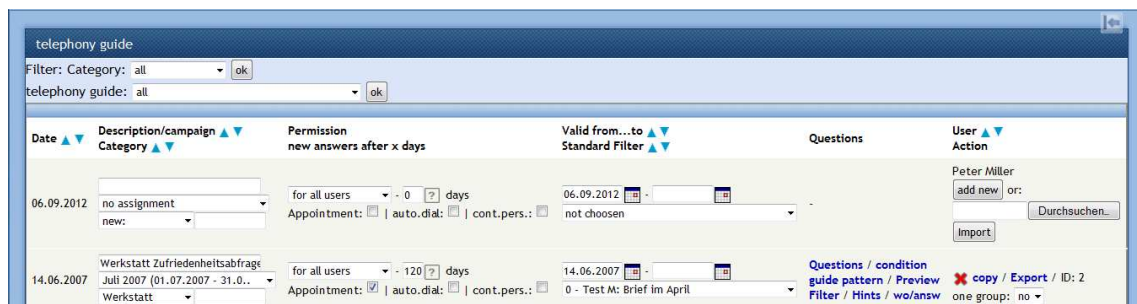 telephony guide
Filter: Category: all ok
telephony guide: all ok
Date Description/campaign Permission Valid from...to Questions User
Category new answers after x days Standard Filter Action
Peter Miller
06.09.2012 for all users - 0 ? days 06.09.2012 - - add new or:
no assignment Appointment: | auto.dial: | cont.pers.: not choosen Durchsuchen..
new: Import
Werkstatt Zufriedenheitsabfrage
14.06.2007 Juli 2007 (01.07.2007 - 31.0.. for all users - 120 ? days 14.06.2007 - Questions / condition
Werkstatt Appointment: | auto.dial: | cont.pers.: 0 - Test M: Brief im April guide pattern / Preview copy / Export / ID: 2
Filter / Hints / wo/answ one group: no